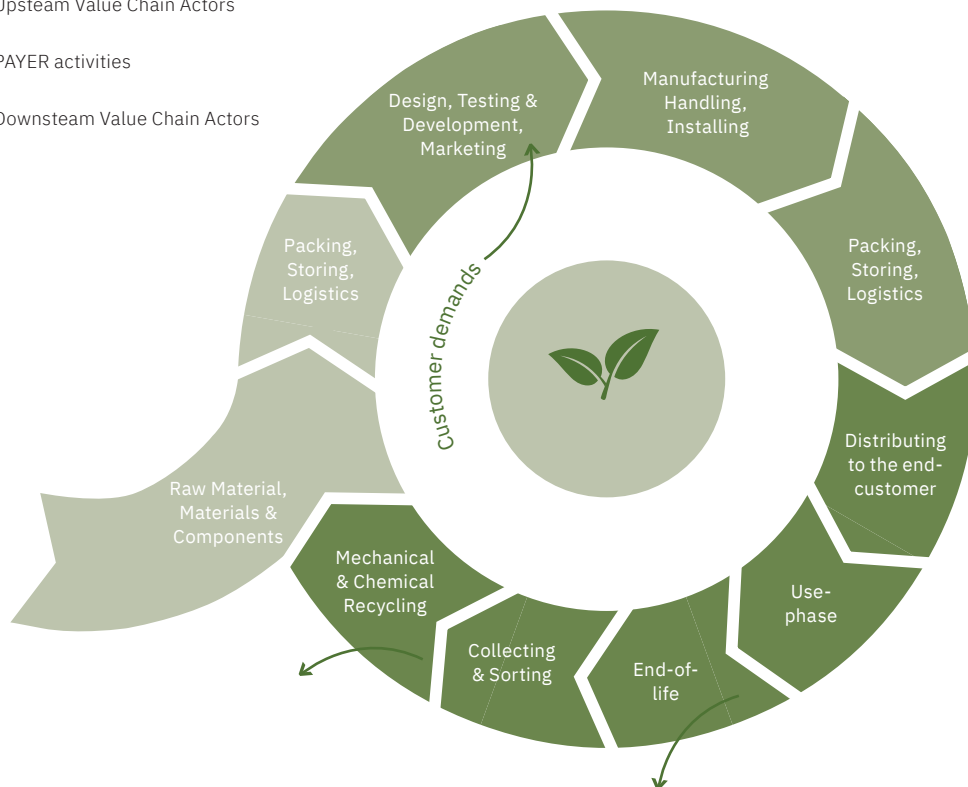 Upsteam Value Chain Actors
PAYER activities
Downsteam Value Chain Actors
Design, Testing &
Development,
Marketing
Manufacturing
Handling,
Installing
Packing,
Storing,
Logistics
Packing,
Storing,
Logistics
Customer demands
Distributing
to the end-
customer
Raw Material,
Materials &
Components
Mechanical
& Chemical
Recycling
Use-
phase
Collecting
& Sorting
End-of-
life